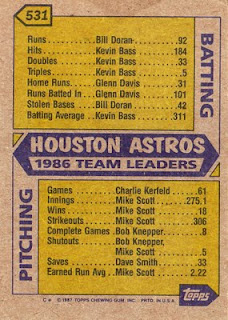 531
BATTING
Runs Bill Doran 92
Hits Kevin Bass 184
Doubles Kevin Bass 33
Triples Kevin Bass 5
Home Runs Glenn Davis 31
Runs Batted In Glenn Davis 101
Stolen Bases Bill Doran 42
Batting Average Kevin Bass .311
HOUSTON ASTROS
1986 TEAM LEADERS
PITCHING
Games Charlie Kerfeld 61
Innings Mike Scott 275.1
Wins Mike Scott 18
Strikeouts Mike Scott 306
Complete Games Bob Knepper 8
Shutouts Bob Knepper,
Mike Scott 5
Saves Dave Smith 33
Earned Run Avg Mike Scott 2.22
© 1987 TOPPS CHEWING GUM, INC. PRTD. IN U.S.A.
TOPPS